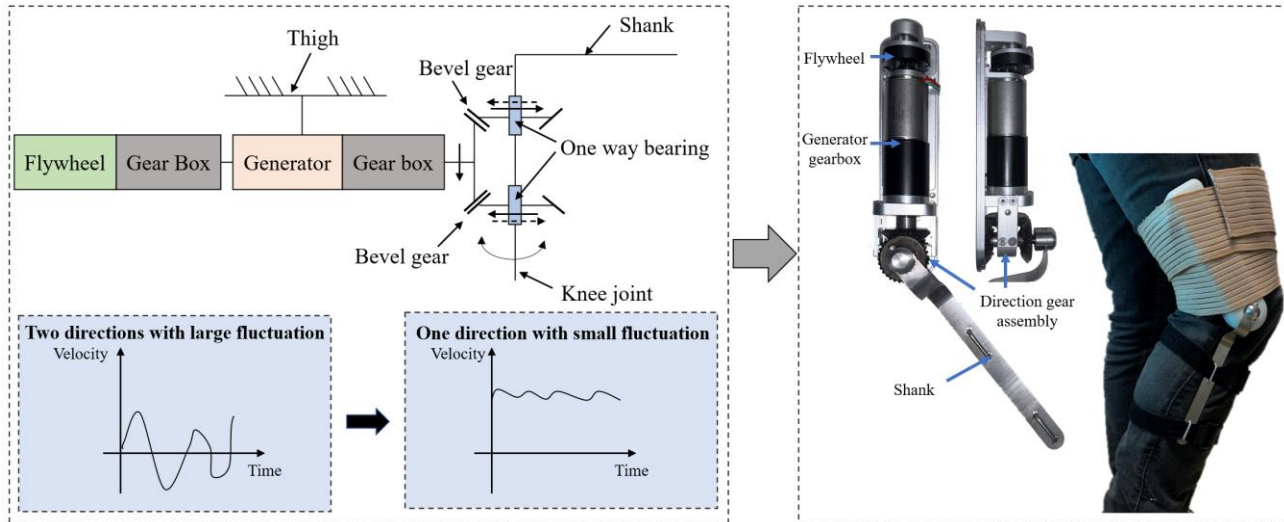 Thigh
Shank
Bevel gear
Flywheel
Gear Box
Generator
Gear box
One way bearing
Bevel gear
Knee joint
Two directions with large fluctuation
Velocity
Time
One direction with small fluctuation
Velocity
Time
Flywheel
Generator
gearbox
Direction gear
assembly
Shank